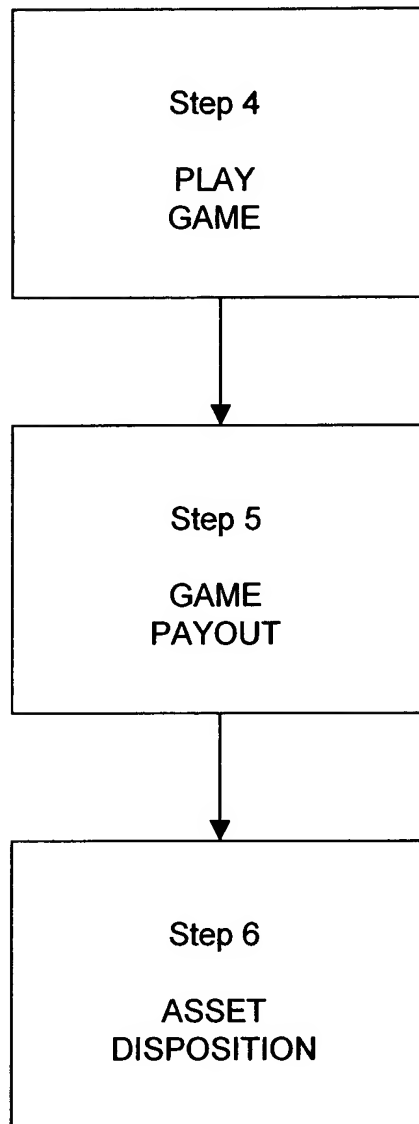 Step 4
PLAY
GAME
Step 5
GAME
PAYOUT
Step 6
ASSET
DISPOSITION